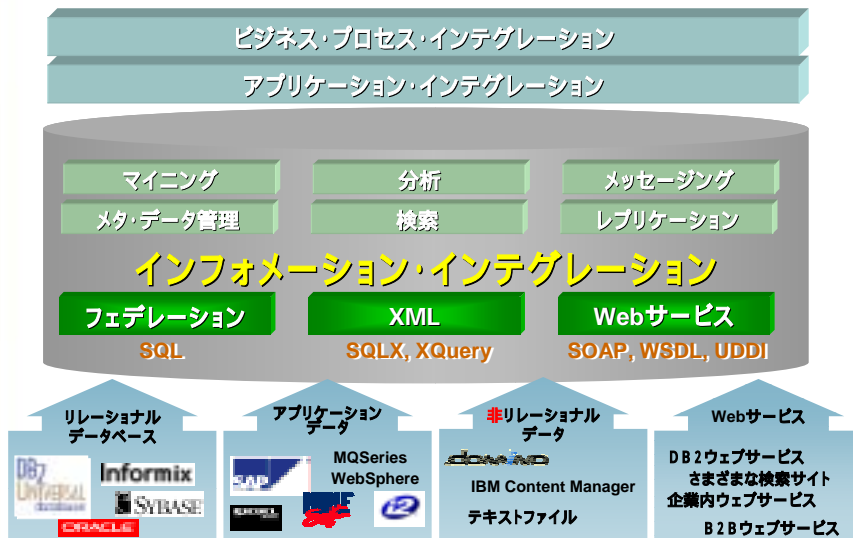 ビジネス・プロセス・インテグレーション
アプリケーション・インテグレーション
マイニング
分析
メッセージング
メタ・データ管理
検索
レプリケーション
インフォメーション・インテグレーション
フェデレーション
XML
Webサービス
SQL
SQLX, XQuery
SOAP, WSDL, UDDI
リレーショナル
データベース
DB2
UNIVERSAL
database
Informix
SYBASE
ORACLE
アプリケーション
データ
MQSeries
WebSphere
SAP
i2
非リレーショナル
データ
domino
IBM Content Manager
テキストファイル
Webサービス
DB2ウェブサービス
さまざまな検索サイト
企業内ウェブサービス
B2Bウェブサービス